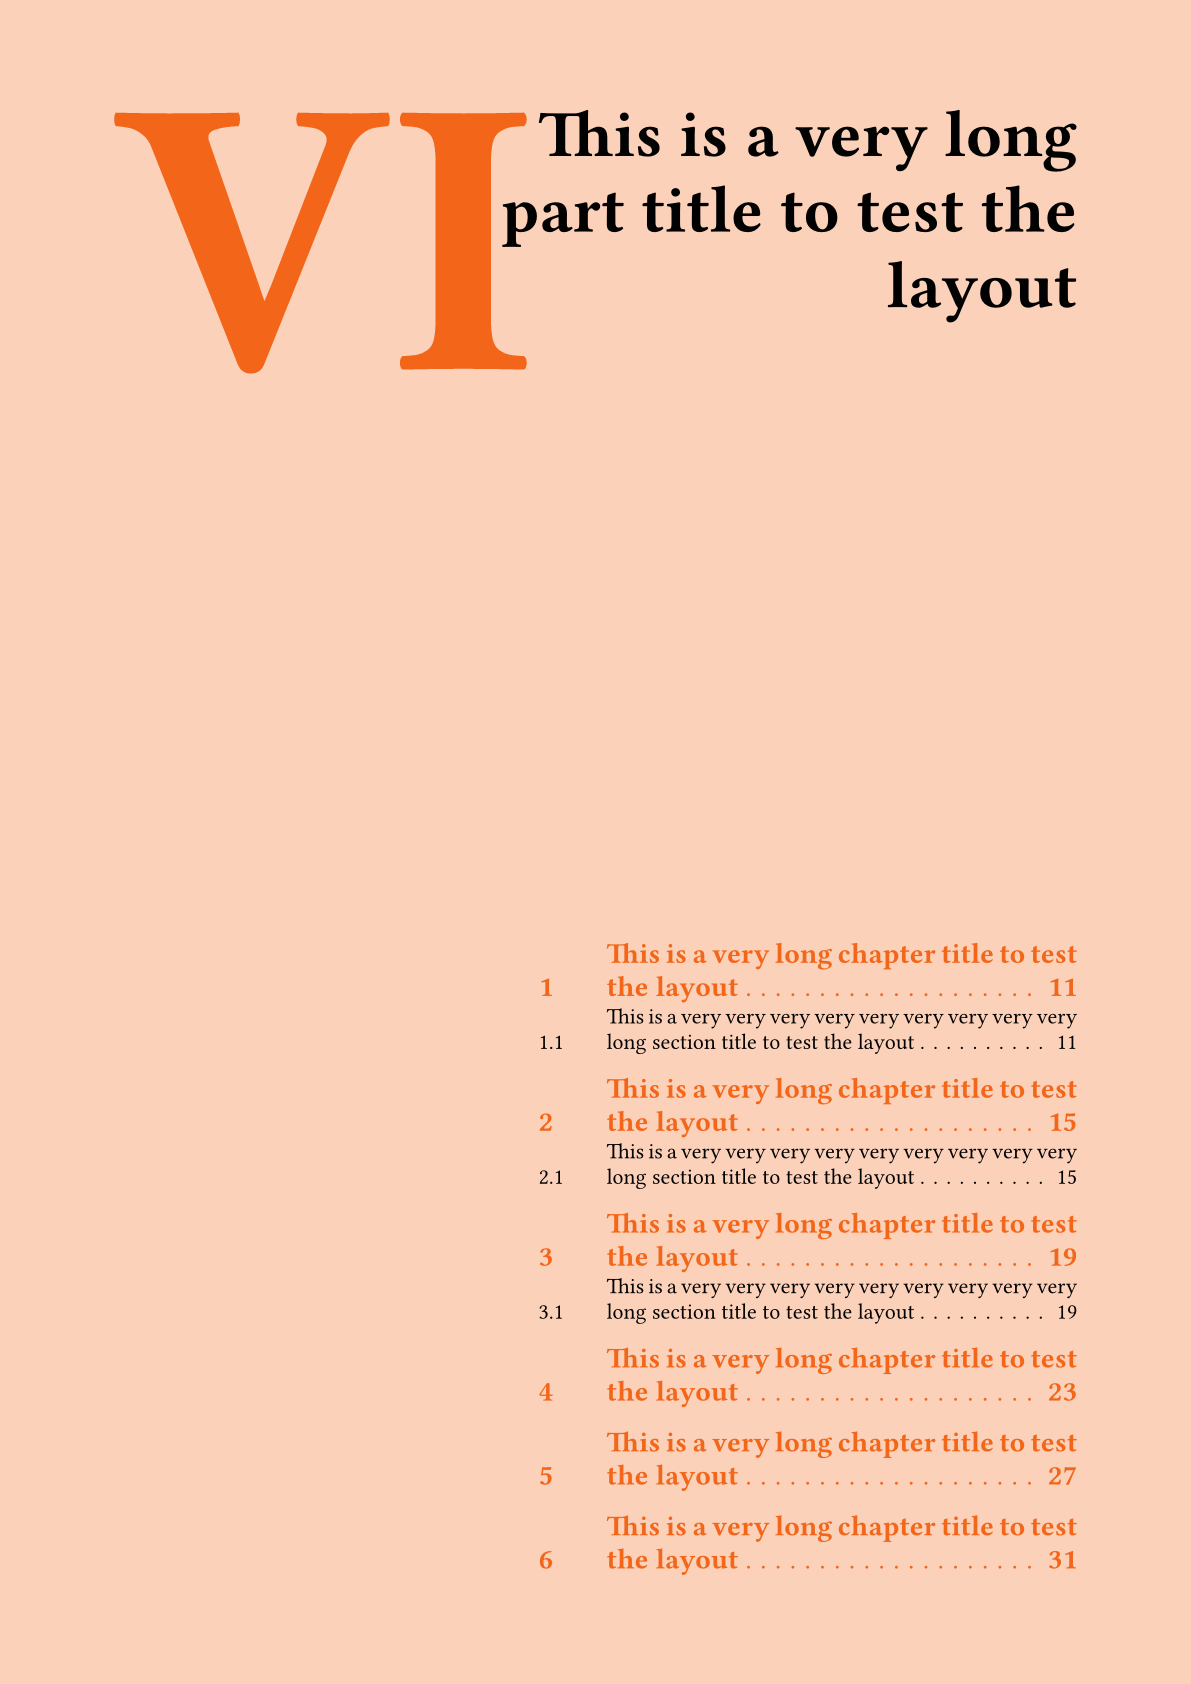 VI
This is a very long
part title to test the
layout
This is a very long chapter title to test
1 the layout . . . . . . . . . . . . . . . . . . . . 11
This is a very very very very very very very very very
1.1 long section title to test the layout . . . . . . . . . . 11
This is a very long chapter title to test
2 the layout . . . . . . . . . . . . . . . . . . . . 15
This is a very very very very very very very very very
2.1 long section title to test the layout . . . . . . . . . . 15
This is a very long chapter title to test
3 the layout . . . . . . . . . . . . . . . . . . . . 19
This is a very very very very very very very very very
3.1 long section title to test the layout . . . . . . . . . . 19
This is a very long chapter title to test
4 the layout . . . . . . . . . . . . . . . . . . . . 23
This is a very long chapter title to test
5 the layout . . . . . . . . . . . . . . . . . . . . 27
This is a very long chapter title to test
6 the layout . . . . . . . . . . . . . . . . . . . . 31